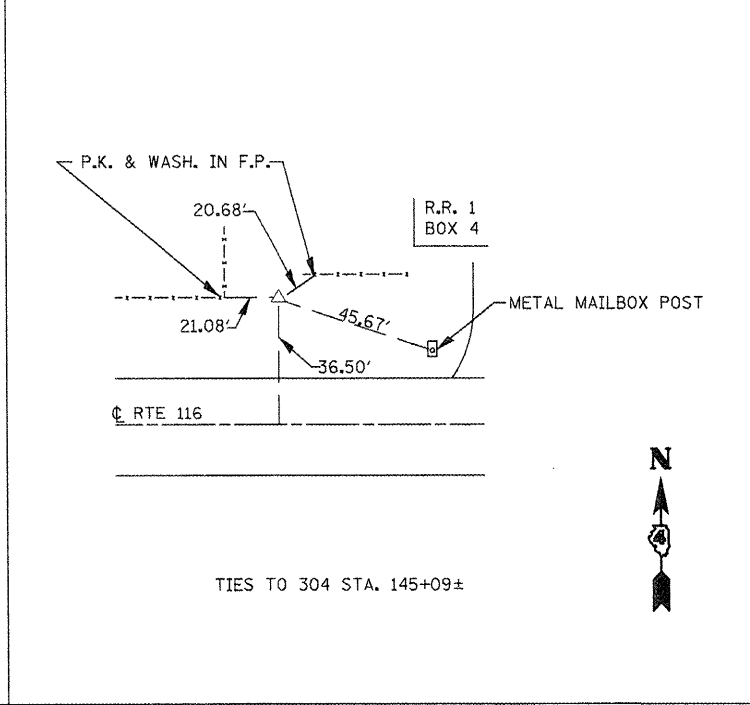 P.K. & WASH. IN F.P.
20.68'
R.R. 1
BOX 4
21.08'
45.67'
METAL MAILBOX POST
36.50'
℄ RTE 116
N
4
TIES TO 304 STA. 145+09±